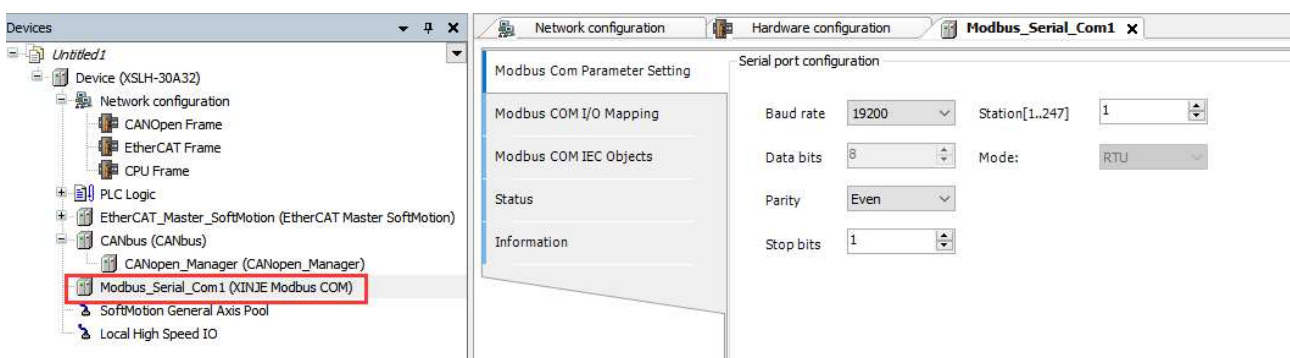 Devices
Untitled1
Device (XSLH-30A32)
Network configuration
CANOpen Frame
EtherCAT Frame
CPU Frame
PLC Logic
EtherCAT_Master_SoftMotion (EtherCAT Master SoftMotion)
CANbus (CANbus)
CANopen_Manager (CANopen_Manager)
Modbus_Serial_Com1 (XINJE Modbus COM)
SoftMotion General Axis Pool
Local High Speed IO
Network configuration Hardware configuration Modbus_Serial_Com1
Modbus Com Parameter Setting
Modbus COM I/O Mapping
Modbus COM IEC Objects
Status
Information
Serial port configuration
Baud rate 19200 Station[1..247] 1
Data bits 8 Mode: RTU
Parity Even
Stop bits 1